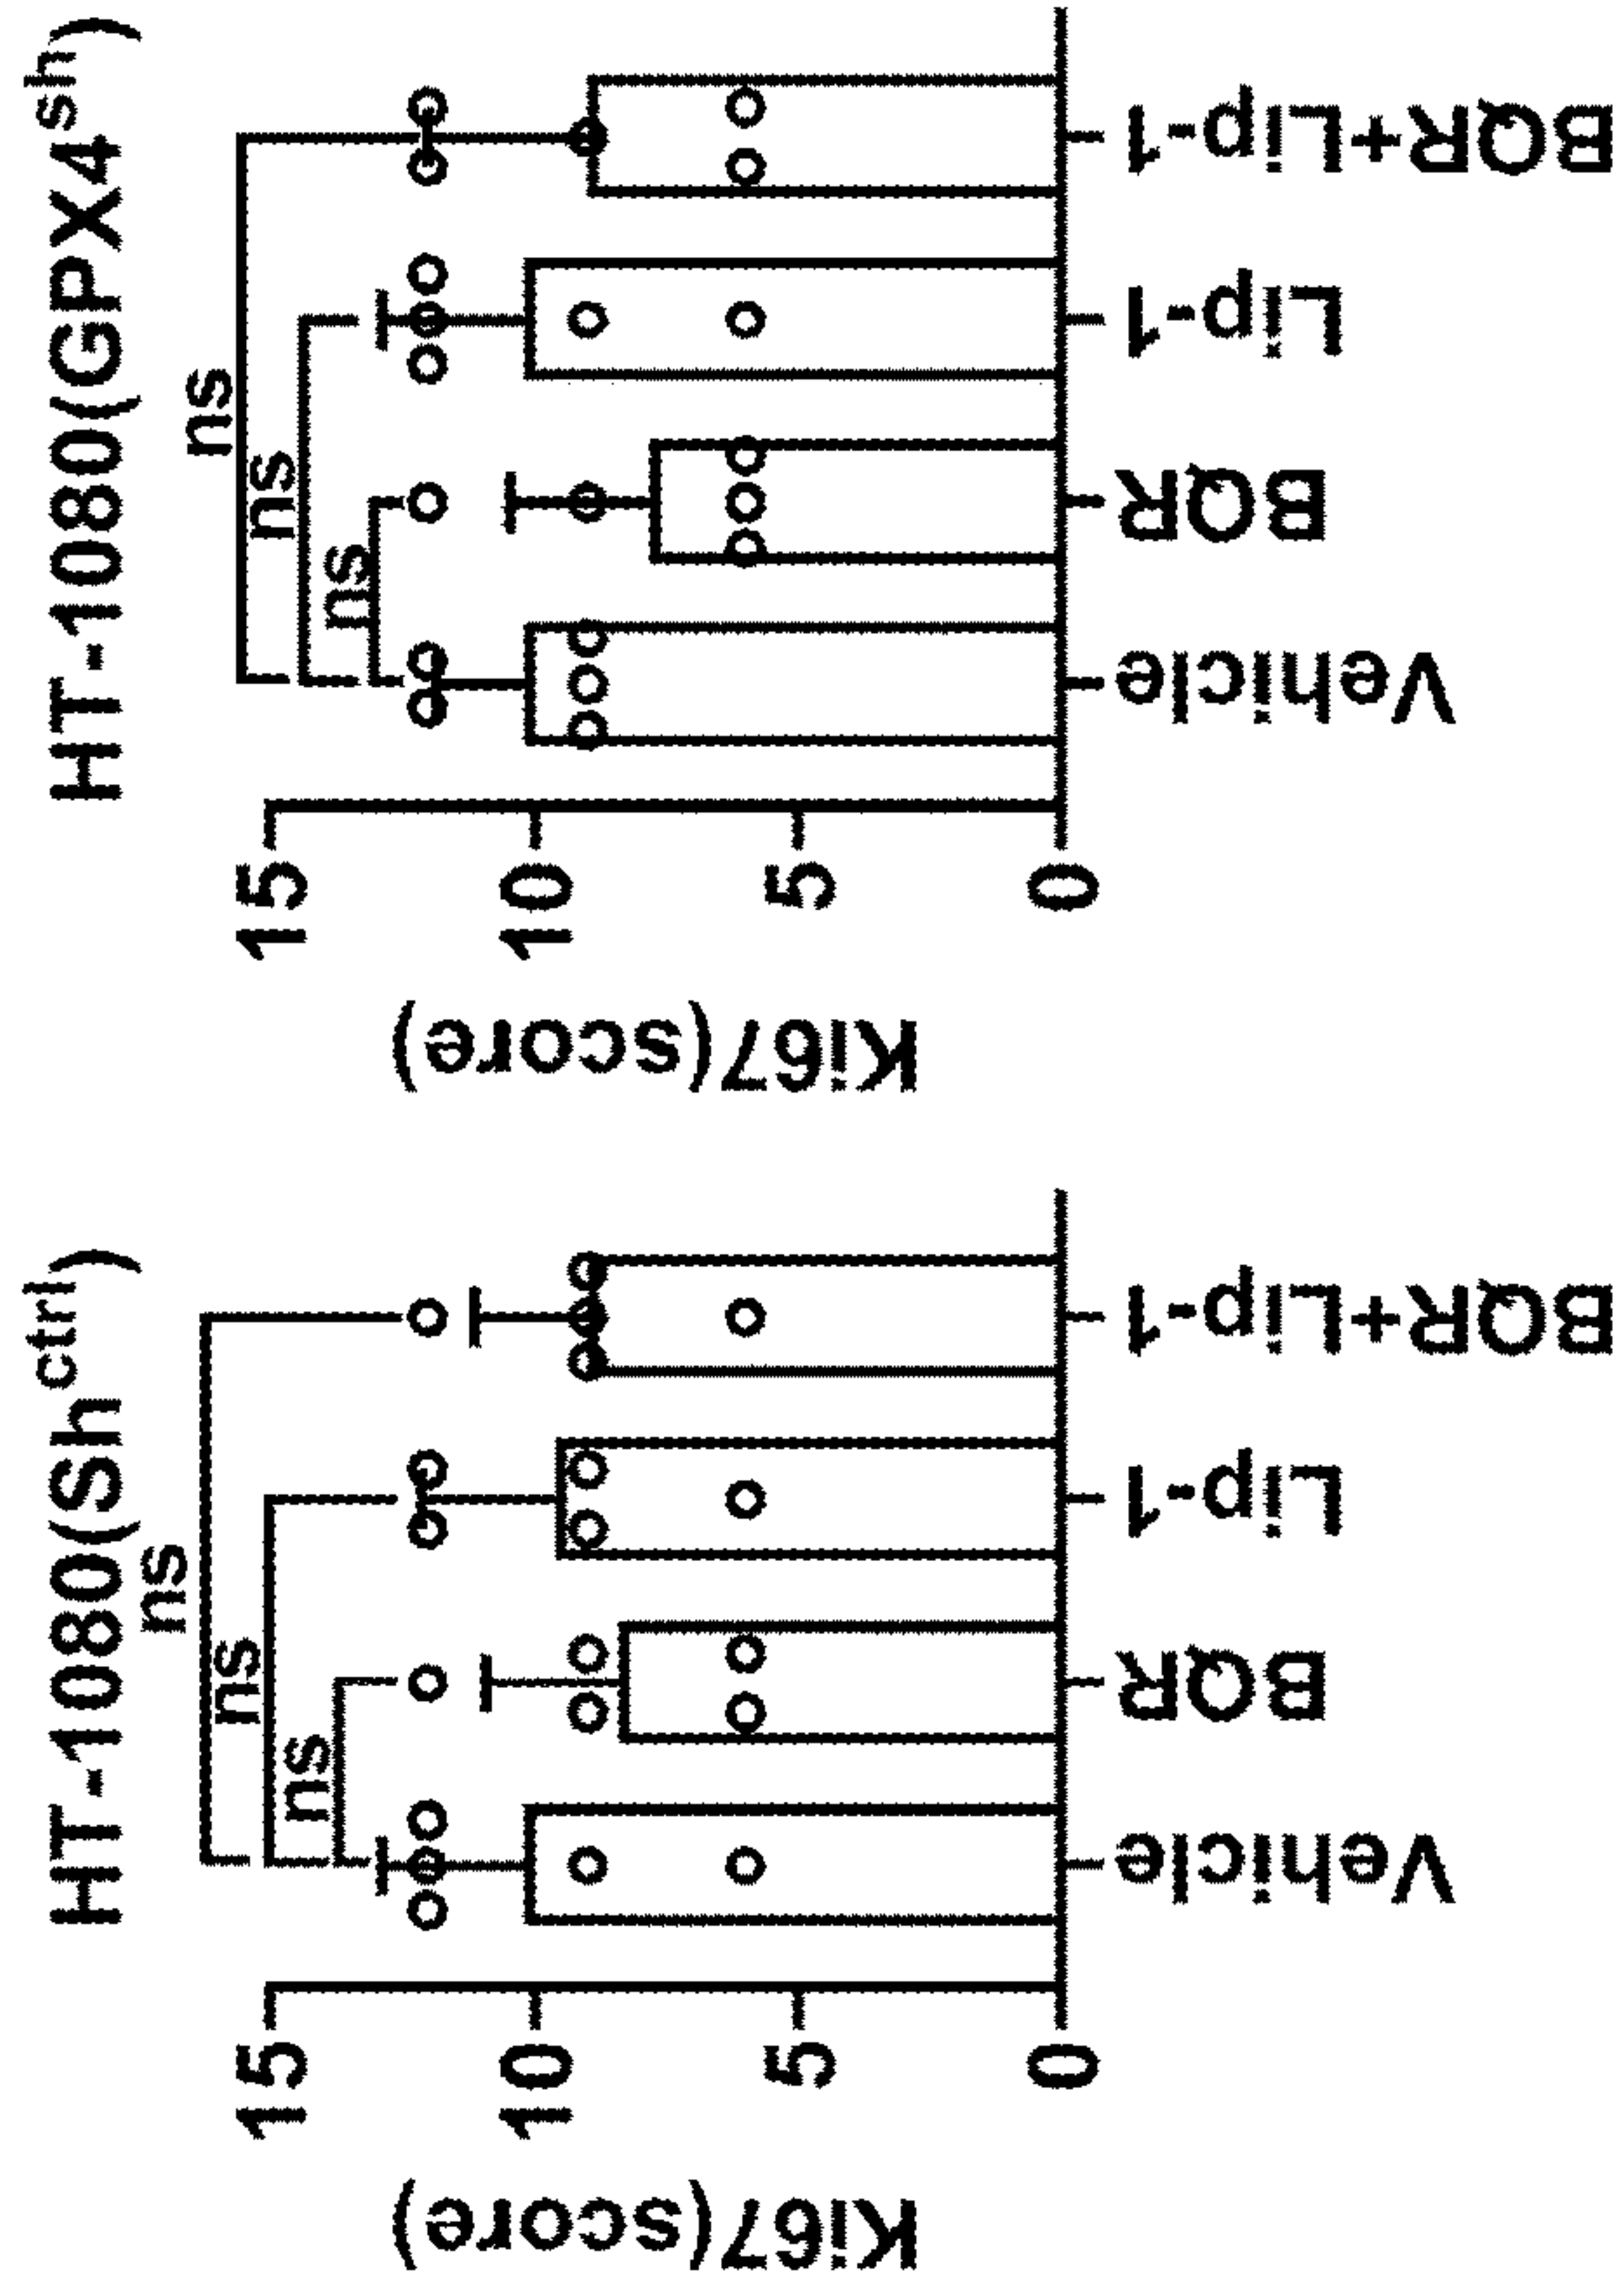 HT-1080(Sh^ctrl)
ns
ns
ns
15
10
5
0
Ki67(score)
Vehicle
BQR
Lip-1
BQR+Lip-1
HT-1080(GPX4^sh)
ns
ns
ns
15
10
5
0
Ki67(score)
Vehicle
BQR
Lip-1
BQR+Lip-1